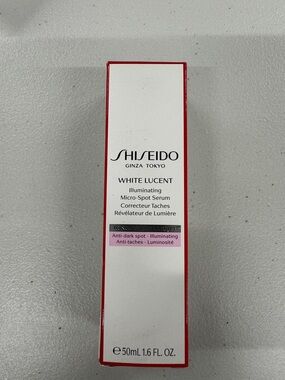 SHISEIDO
GINZA TOKYO
WHITE LUCENT
Illuminating
Micro-Spot Serum
Correcteur Taches
Révélateur de Lumière
Anti-dark spot - Illuminating
Anti taches - Luminosité
℮ 50mL 1.6 FL. OZ.